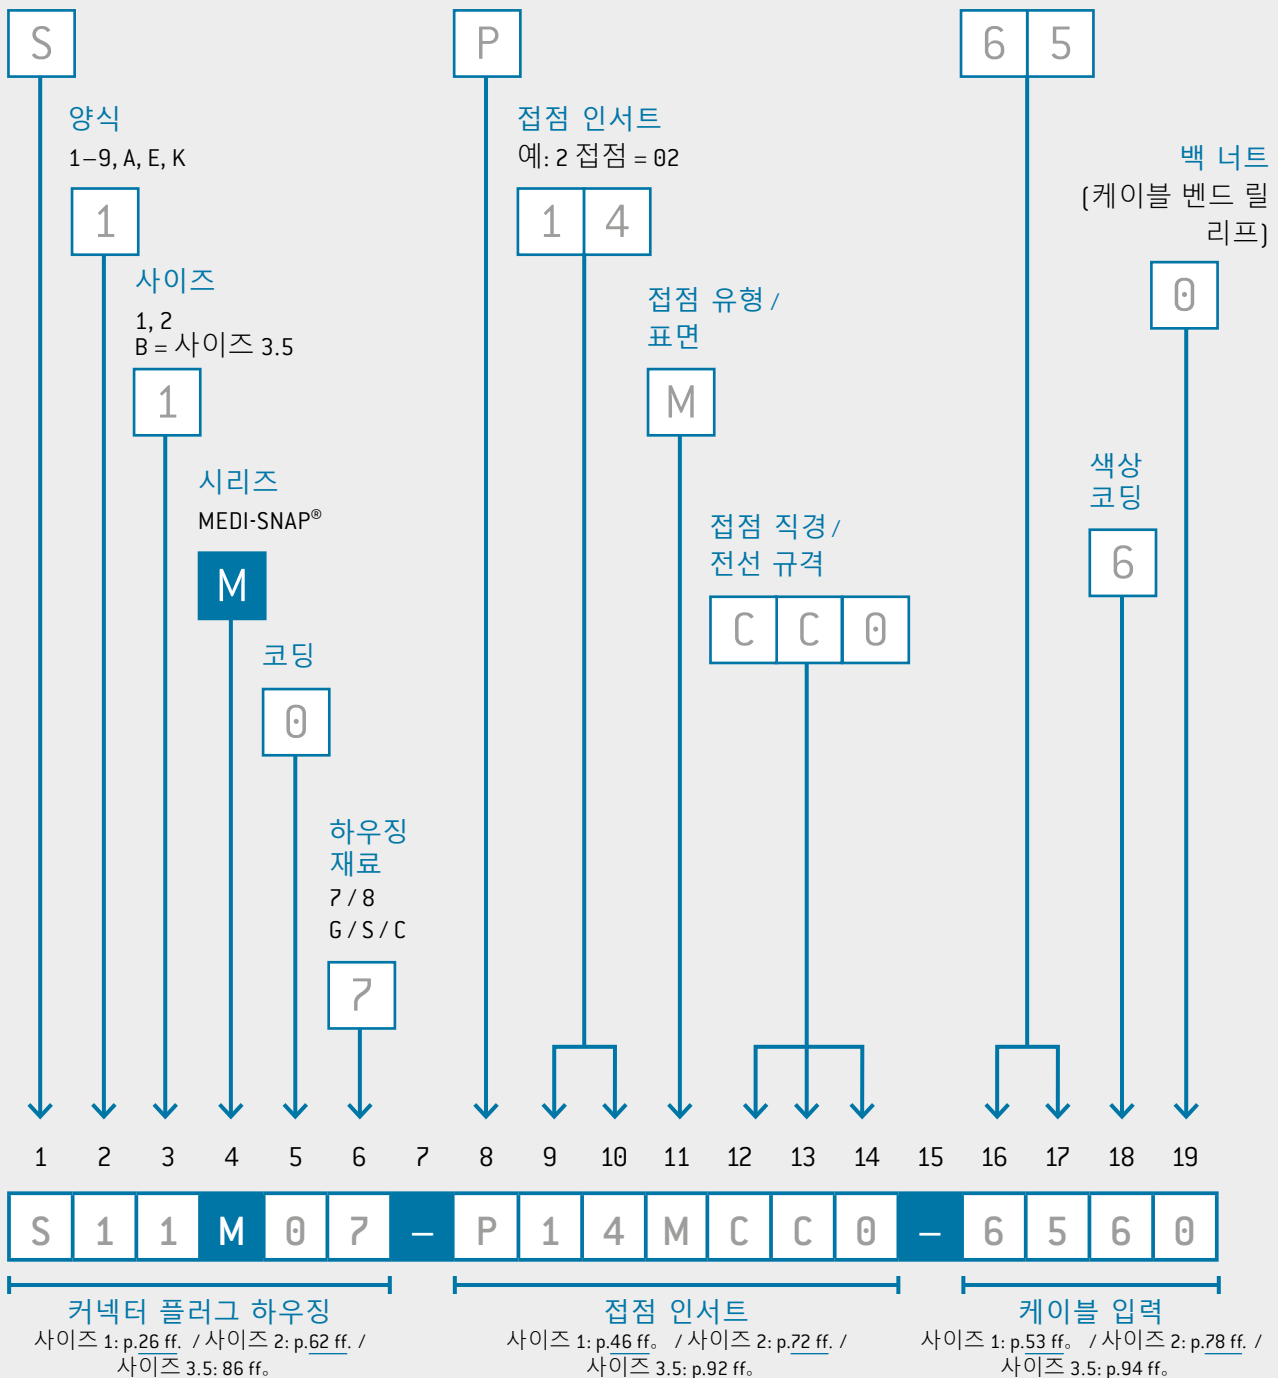 S
P
6 5
양식
1–9, A, E, K
1
접점 인서트
예: 2 접점 = 02
1 4
백 너트
(케이블 벤드 릴
리프)
0
사이즈
1, 2
B = 사이즈 3.5
1
접점 유형 /
표면
M
시리즈
MEDI-SNAP®
M
색상
코딩
6
접점 직경 /
전선 규격
C C 0
코딩
0
하우징
재료
7 / 8
G / S / C
7
1 2 3 4 5 6 7 8 9 10 11 12 13 14 15 16 17 18 19
S 1 1 M 0 7 – P 1 4 M C C 0 – 6 5 6 0
커넥터 플러그 하우징
사이즈 1: p.26 ff. / 사이즈 2: p.62 ff. /
사이즈 3.5: 86 ff。
접점 인서트
사이즈 1: p.46 ff。 / 사이즈 2: p.72 ff. /
사이즈 3.5: p.92 ff。
케이블 입력
사이즈 1: p.53 ff。 / 사이즈 2: p.78 ff. /
사이즈 3.5: p.94 ff。